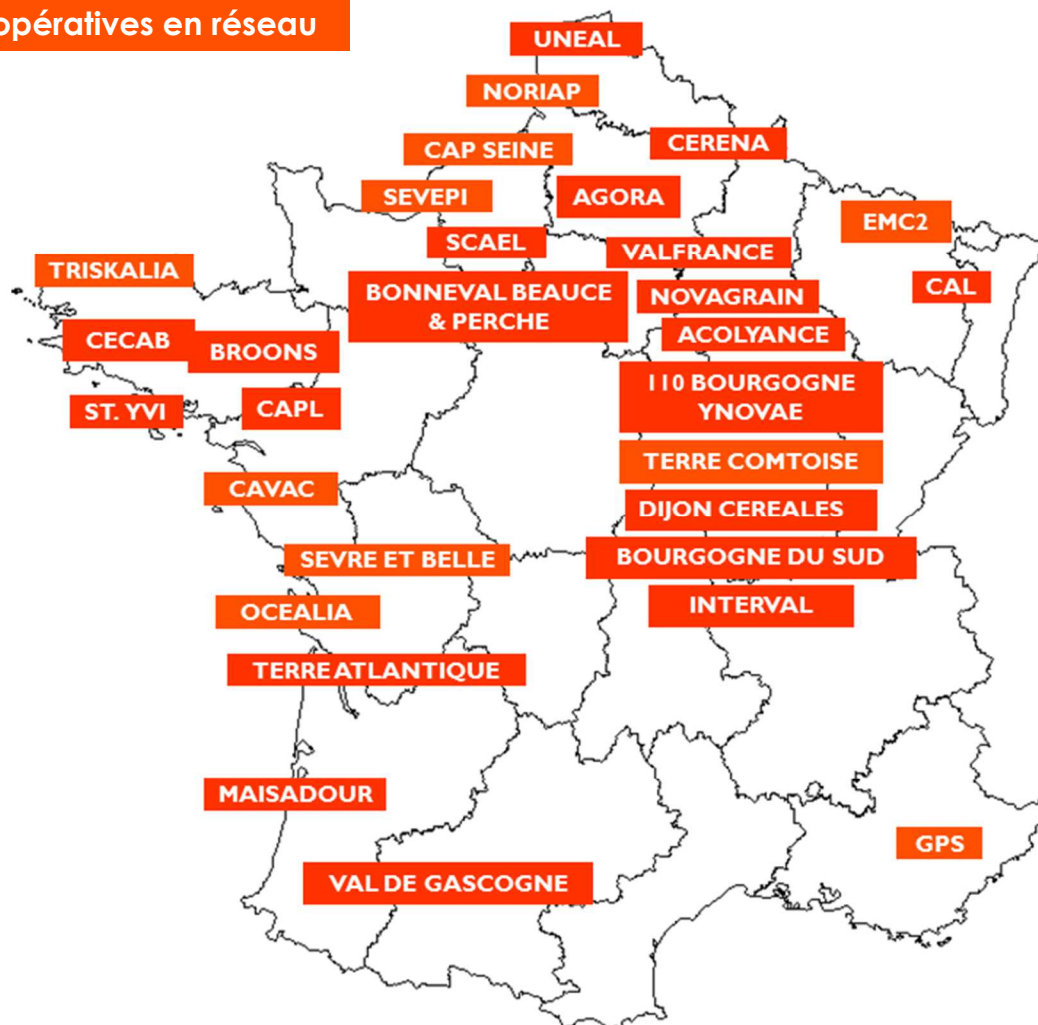 opératives en réseau
UNEAL
NORIAP
CERENA
CAP SEINE
SEVEPI
AGORA
EMC2
SCAEL
VALFRANCE
TRISKALIA
CAL
BONNEVAL BEAUCE
& PERCHE
NOVAGRAIN
ACOLYANCE
CECAB
BROONS
110 BOURGOGNE
YNOVAE
ST. YVI
CAPL
TERRE COMTOISE
CAVAC
DIJON CEREALES
SEVRE ET BELLE
BOURGOGNE DU SUD
OCEALIA
INTERVAL
TERRE ATLANTIQUE
MAISADOUR
GPS
VAL DE GASCOGNE